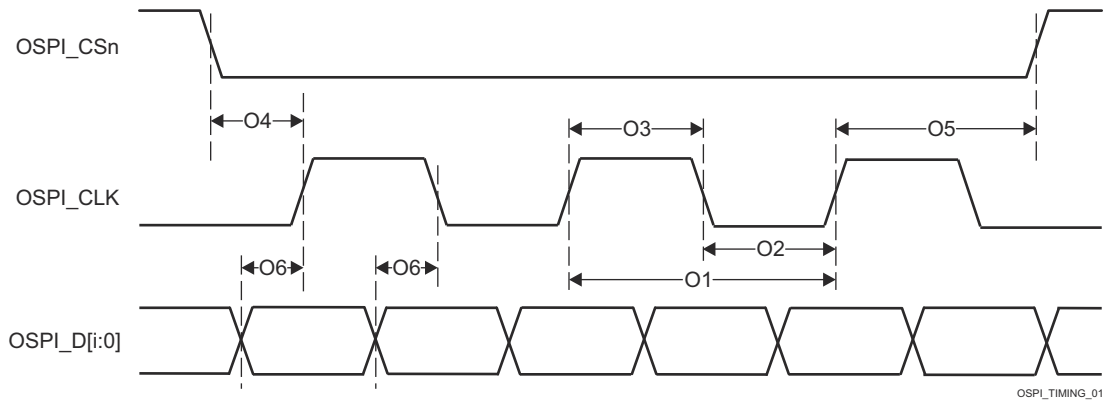 OSPI_CSn
O4
O3
O5
OSPI_CLK
O2
O6
O6
O1
OSPI_D[i:0]
OSPI_TIMING_01